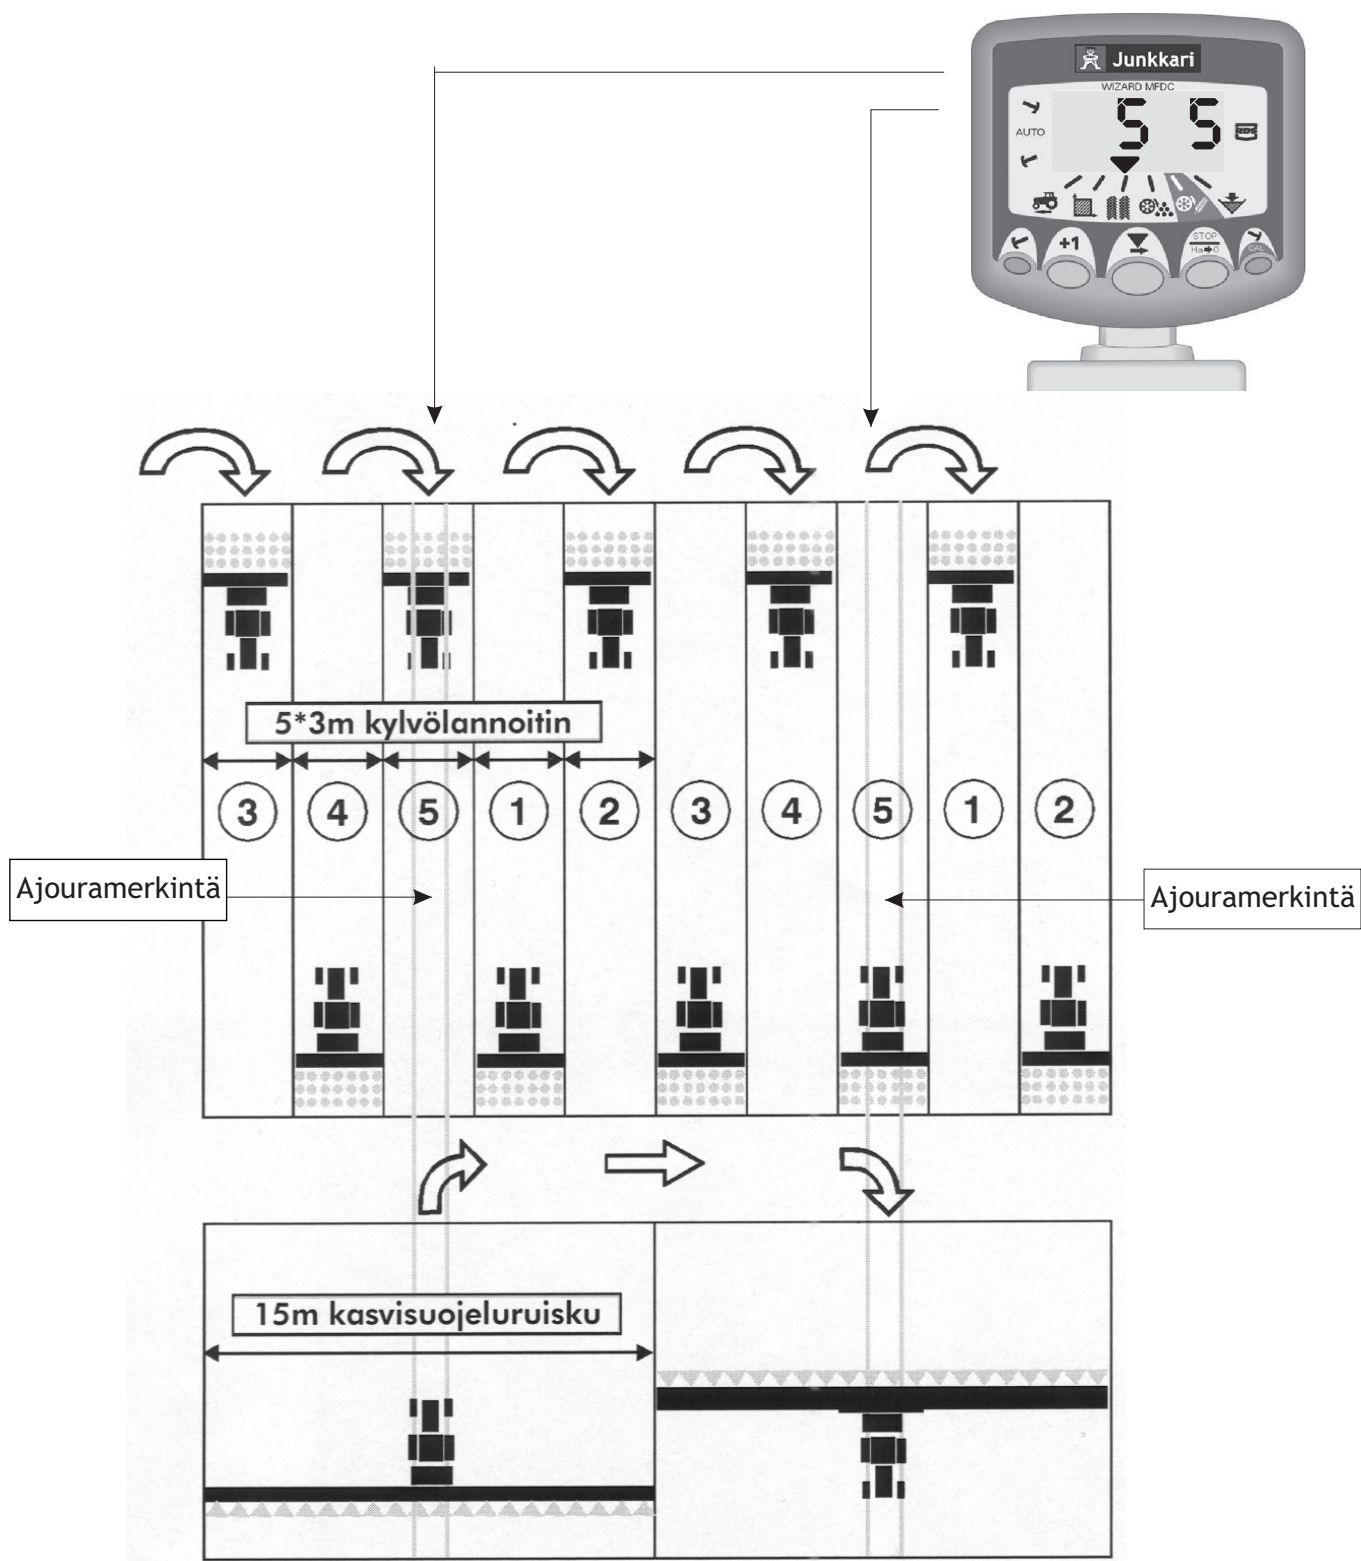 Junkkari
WIZARD MFDC
AUTO
5 5
RDS
+1
STOP
Ha➡0
CAL
5*3m kylvölannoitin
3 4 5 1 2 3 4 5 1 2
Ajouramerkintä
Ajouramerkintä
15m kasvisuojeluruisku